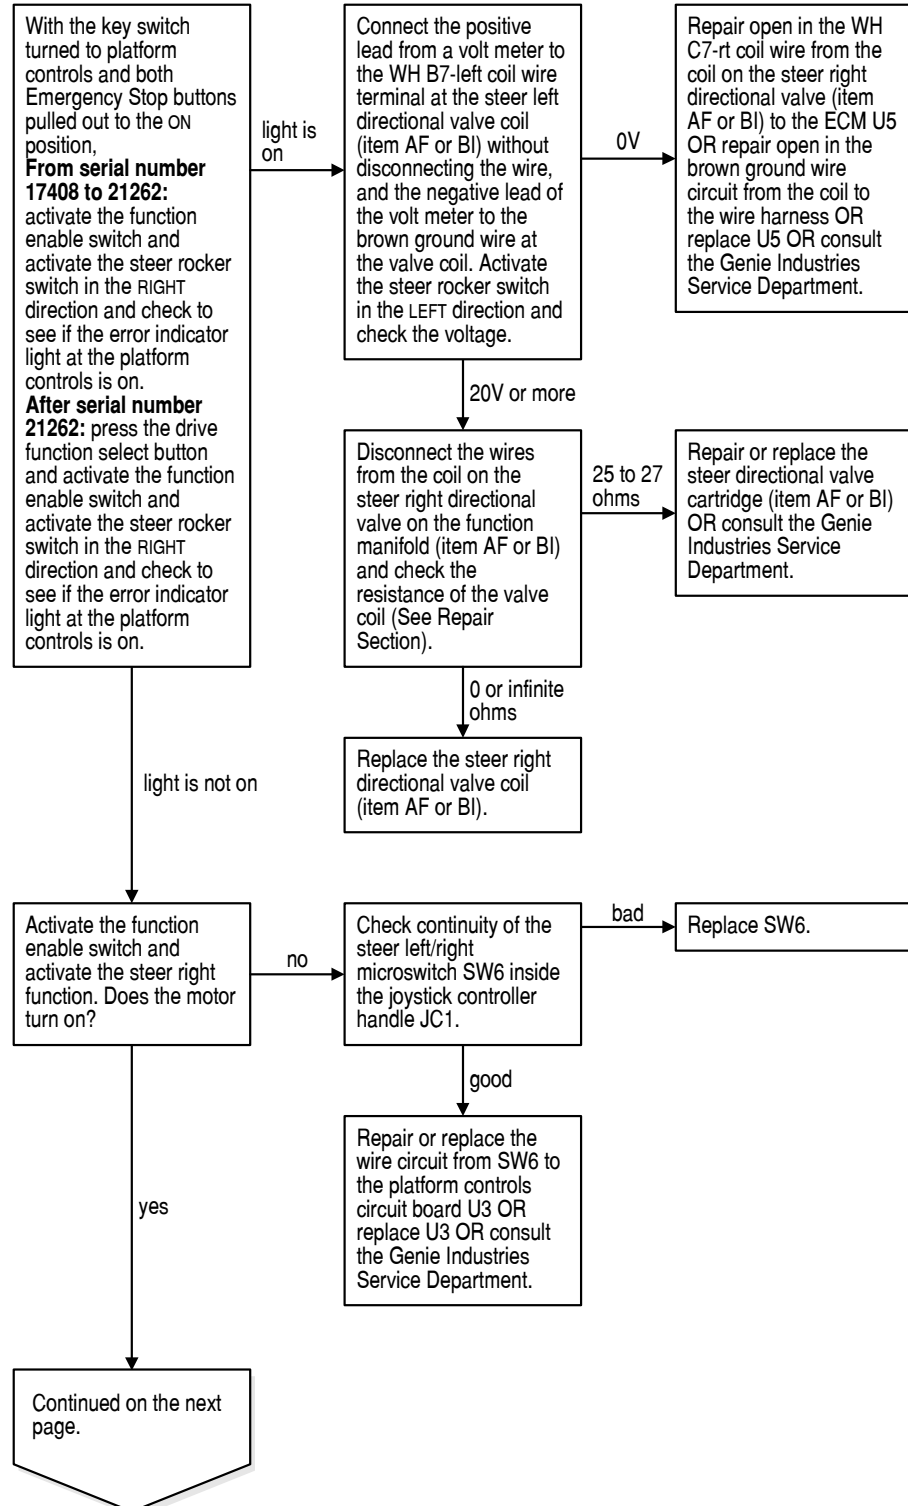 With the key switch
turned to platform
controls and both
Emergency Stop buttons
pulled out to the ON
position,
From serial number
17408 to 21262:
activate the function
enable switch and
activate the steer rocker
switch in the RIGHT
direction and check to
see if the error indicator
light at the platform
controls is on.
After serial number
21262: press the drive
function select button
and activate the function
enable switch and
activate the steer rocker
switch in the RIGHT
direction and check to
see if the error indicator
light at the platform
controls is on.
light is
on
Connect the positive
lead from a volt meter to
the WH B7-left coil wire
terminal at the steer left
directional valve coil
(item AF or BI) without
disconnecting the wire,
and the negative lead of
the volt meter to the
brown ground wire at
the valve coil. Activate
the steer rocker switch
in the LEFT direction and
check the voltage.
0V
Repair open in the WH
C7-rt coil wire from the
coil on the steer right
directional valve (item
AF or BI) to the ECM U5
OR repair open in the
brown ground wire
circuit from the coil to
the wire harness OR
replace U5 OR consult
the Genie Industries
Service Department.
20V or more
Disconnect the wires
from the coil on the
steer right directional
valve on the function
manifold (item AF or BI)
and check the
resistance of the valve
coil (See Repair
Section).
25 to 27
ohms
Repair or replace the
steer directional valve
cartridge (item AF or BI)
OR consult the Genie
Industries Service
Department.
0 or infinite
ohms
Replace the steer right
directional valve coil
(item AF or BI).
light is not on
Activate the function
enable switch and
activate the steer right
function. Does the motor
turn on?
no
Check continuity of the
steer left/right
microswitch SW6 inside
the joystick controller
handle JC1.
bad
Replace SW6.
good
Repair or replace the
wire circuit from SW6 to
the platform controls
circuit board U3 OR
replace U3 OR consult
the Genie Industries
Service Department.
yes
Continued on the next
page.